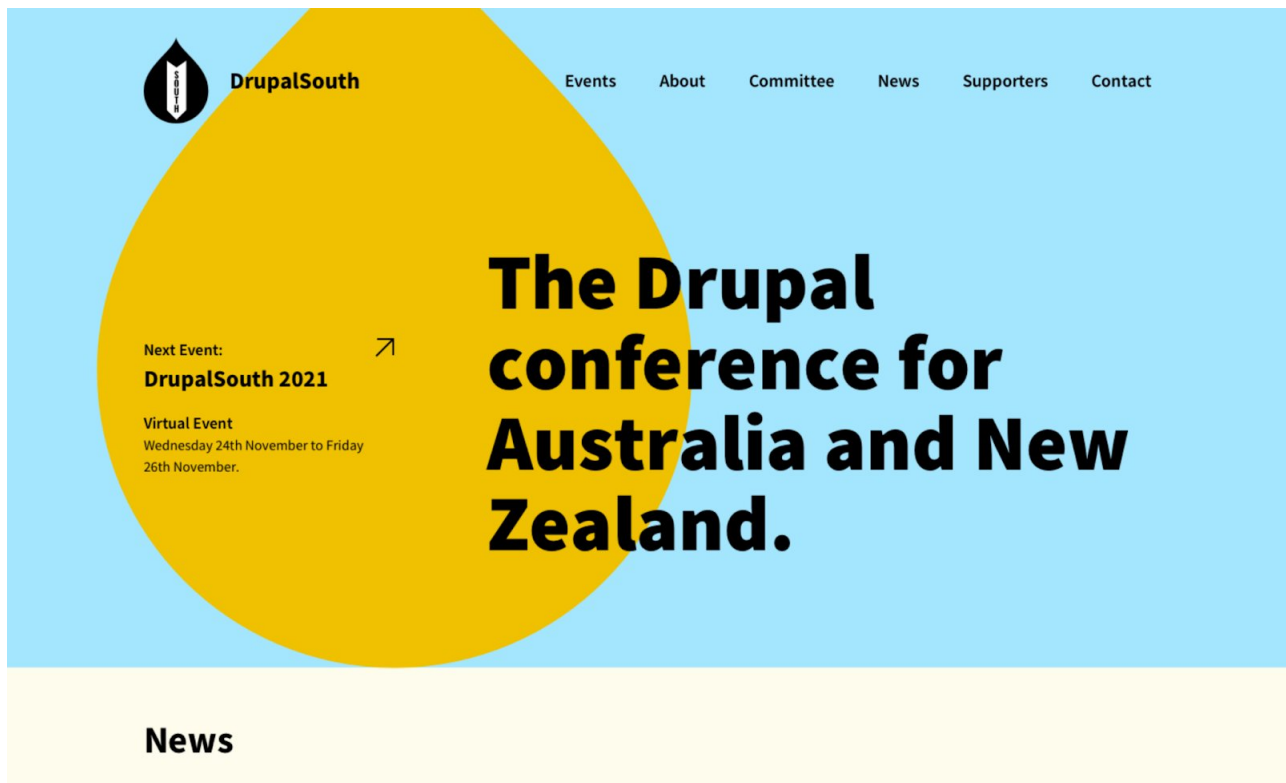 SOUTH
DrupalSouth
Events
About
Committee
News
Supporters
Contact
The Drupal
conference for
Australia and New
Zealand.
Next Event:
DrupalSouth 2021
Virtual Event
Wednesday 24th November to Friday
26th November.
News